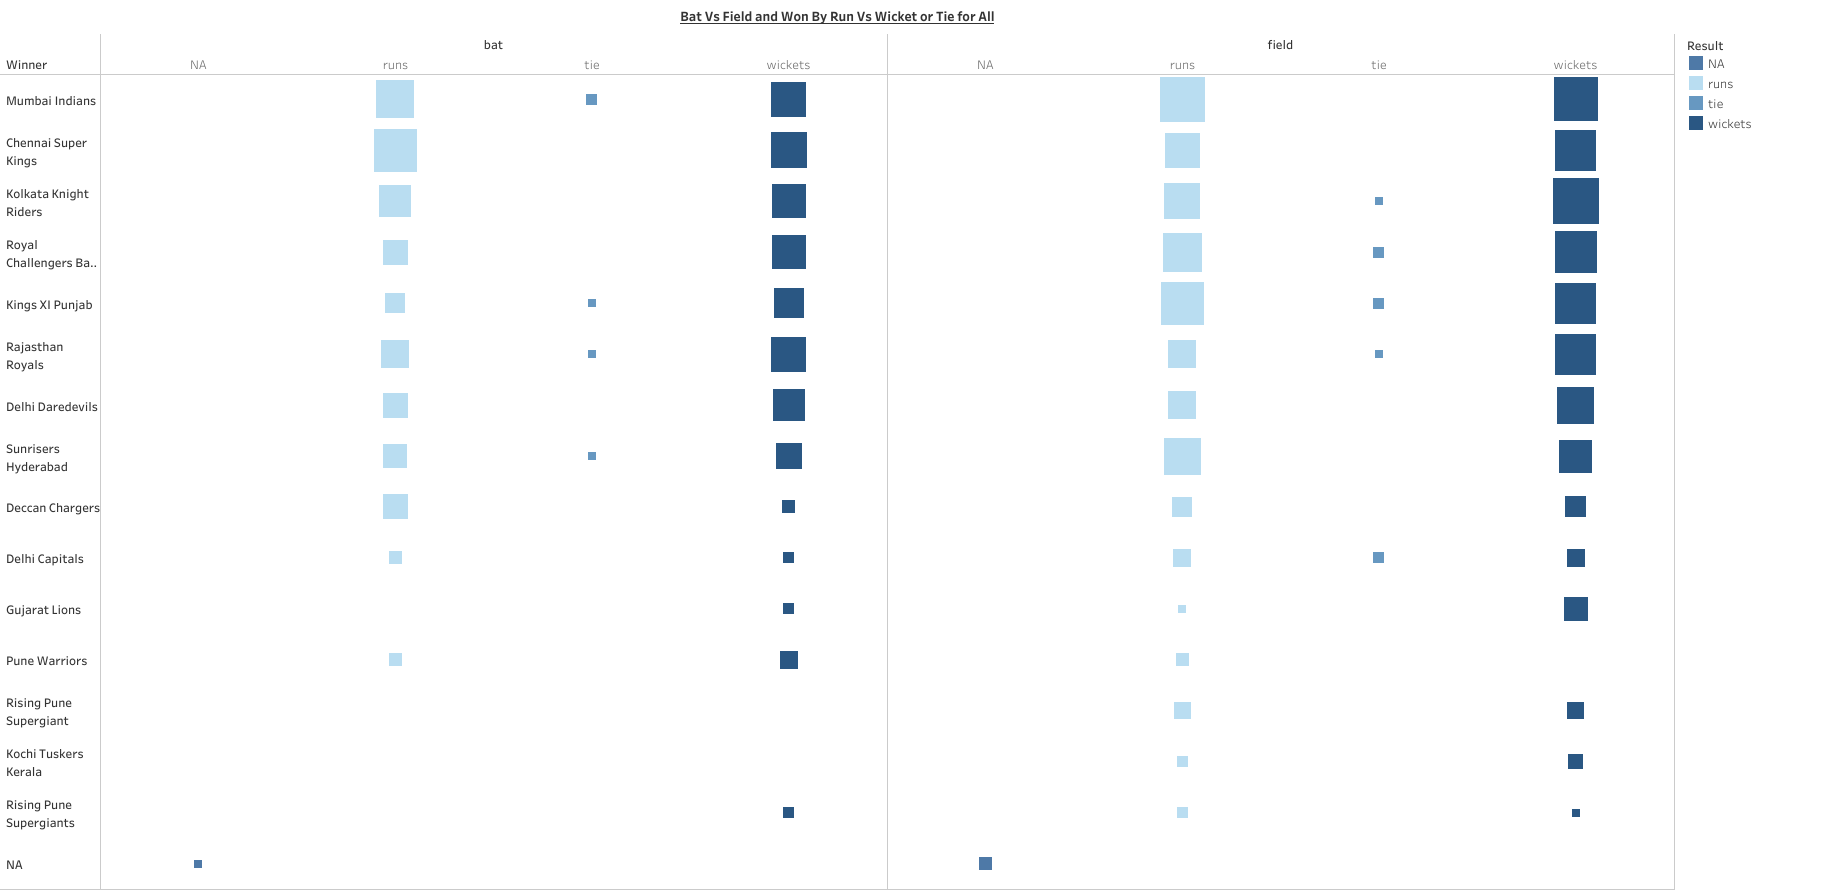 Bat Vs Field and Won By Run Vs Wicket or Tie for All
bat field
Winner NA runs tie wickets NA runs tie wickets
Result
NA
runs
tie
wickets
Mumbai Indians
Chennai Super
Kings
Kolkata Knight
Riders
Royal
Challengers Ba..
Kings XI Punjab
Rajasthan
Royals
Delhi Daredevils
Sunrisers
Hyderabad
Deccan Chargers
Delhi Capitals
Gujarat Lions
Pune Warriors
Rising Pune
Supergiant
Kochi Tuskers
Kerala
Rising Pune
Supergiants
NA